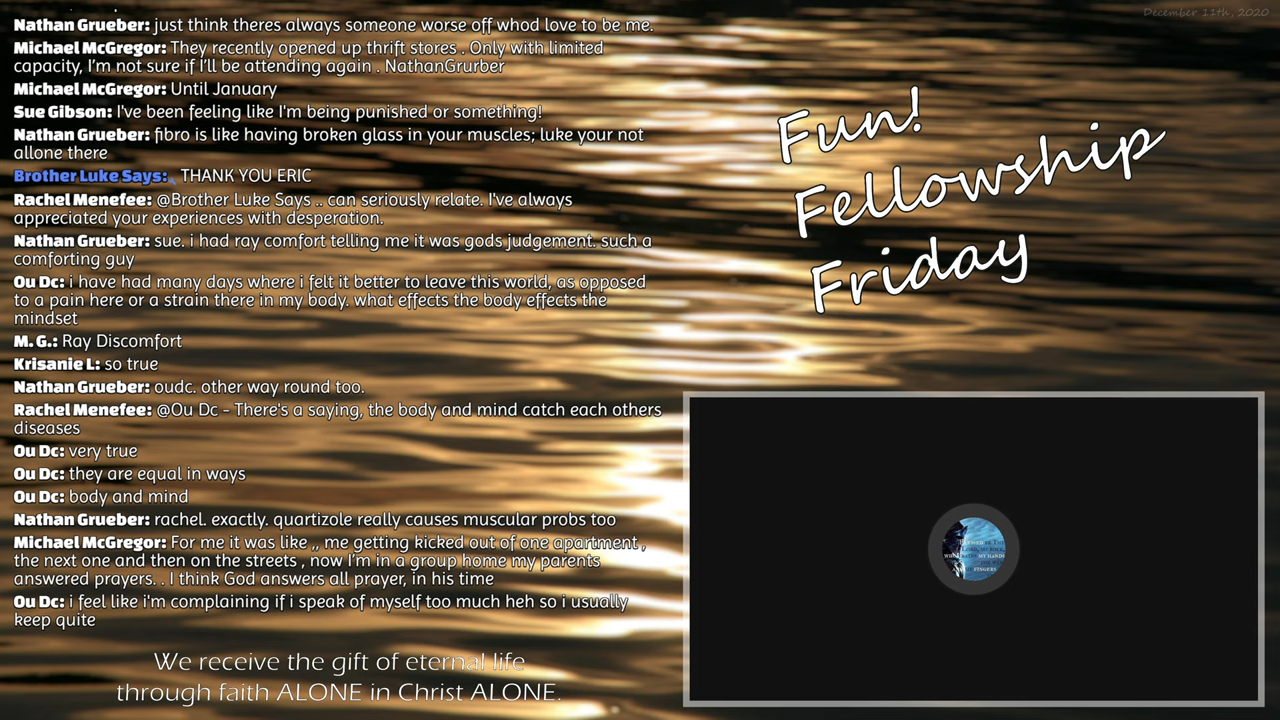 December 11th, 2020
Nathan Grueber: just think theres always someone worse off whod love to be me.
Michael McGregor: They recently opened up thrift stores . Only with limited
capacity, I'm not sure if I'll be attending again . NathanGrurber
Michael McGregor: Until January
Sue Gibson: I've been feeling like I'm being punished or something!
Nathan Grueber: fibro is like having broken glass in your muscles; luke your not
allone there
Brother Luke Says: THANK YOU ERIC
Rachel Menefee: @Brother Luke Says .. can seriously relate. I've always
appreciated your experiences with desperation.
Nathan Grueber: sue. i had ray comfort telling me it was gods judgement. such a
comforting guy
Ou Dc: i have had many days where i felt it better to leave this world, as opposed
to a pain here or a strain there in my body. what effects the body effects the
mindset
M. G.: Ray Discomfort
Krisanie L: so true
Nathan Grueber: oudc. other way round too.
Rachel Menefee: @Ou Dc - There's a saying, the body and mind catch each others
diseases
Ou Dc: very true
Ou Dc: they are equal in ways
Ou Dc: body and mind
Nathan Grueber: rachel. exactly. quartizole really causes muscular probs too
Michael McGregor: For me it was like ,, me getting kicked out of one apartment ,
the next one and then on the streets , now I'm in a group home my parents
answered prayers. . I think God answers all prayer, in his time
Ou Dc: i feel like i'm complaining if i speak of myself too much heh so i usually
keep quite
We receive the gift of eternal life
through faith ALONE in Christ ALONE.
Fun!
Fellowship
Friday
LORD, MY ROCK,
MY HANDS
FINGERS